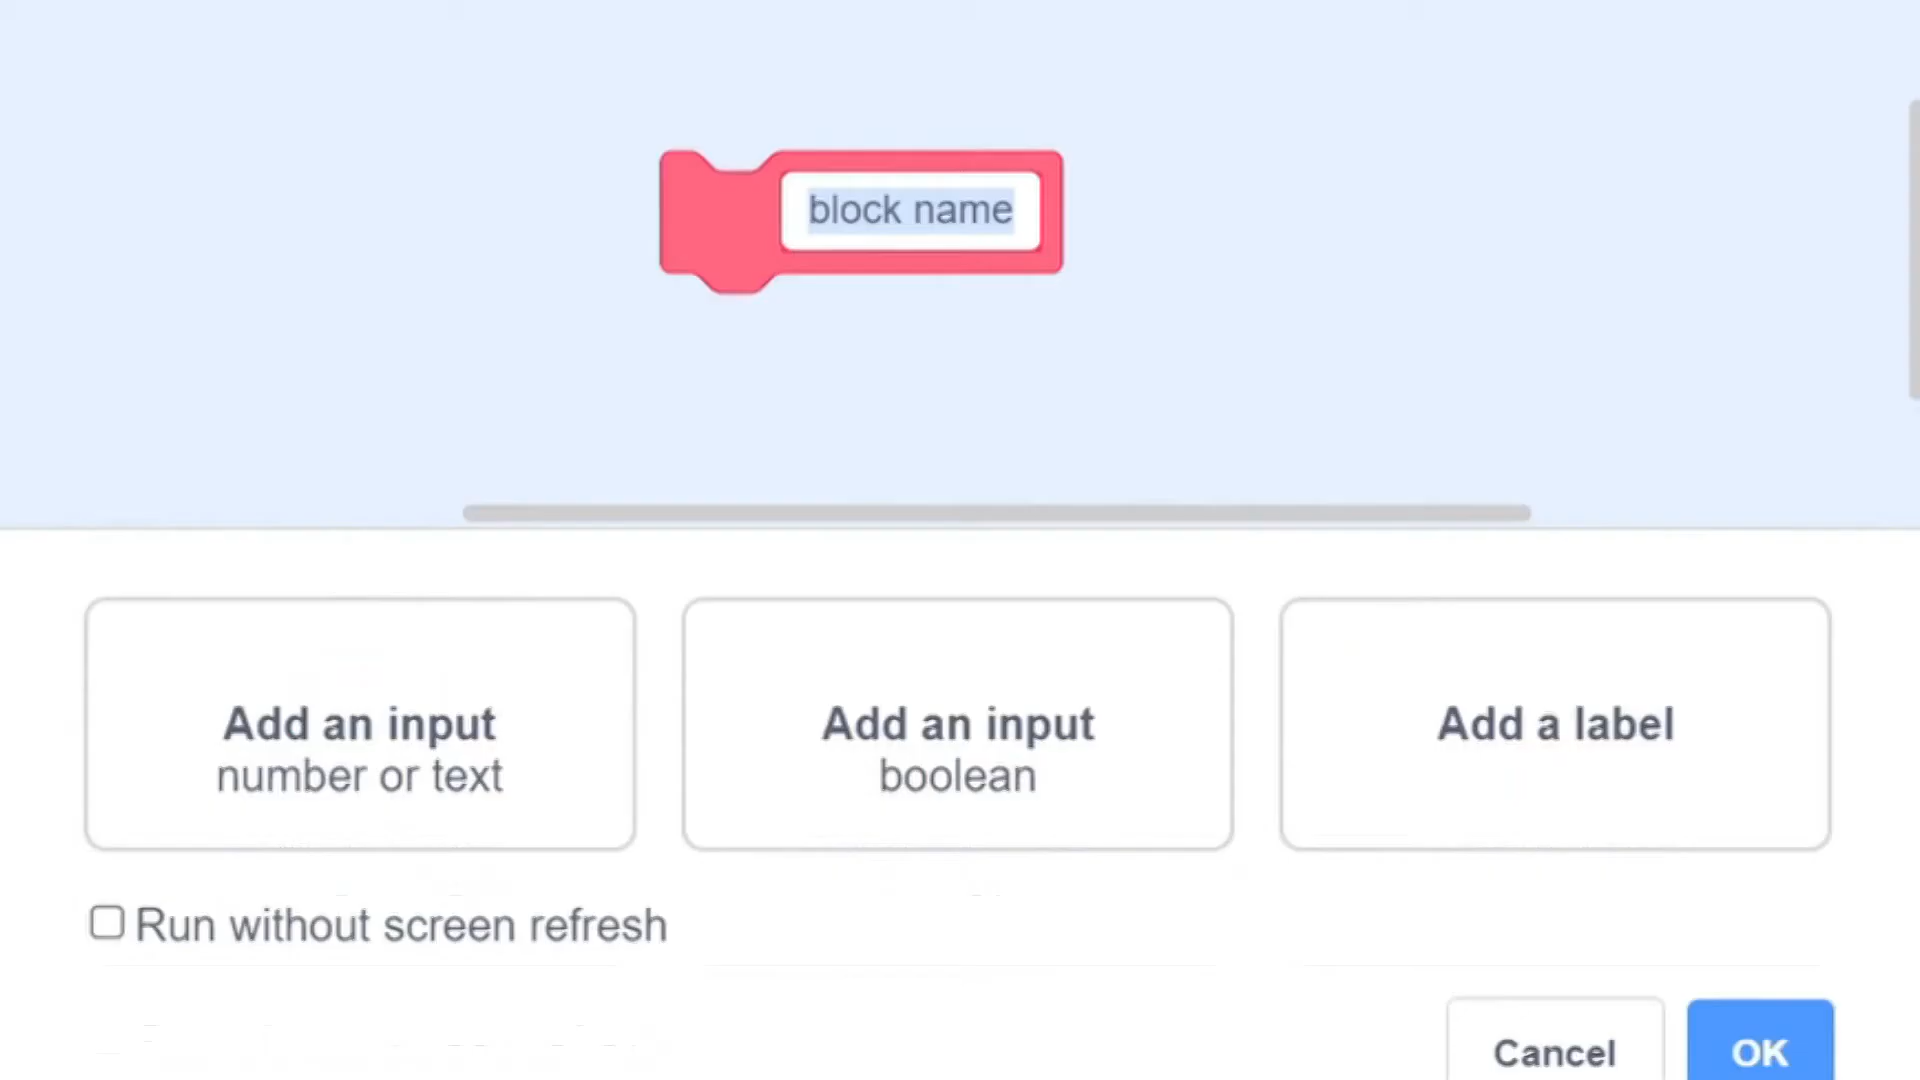 block name
Add an input
number or text
Add an input
boolean
Add a label
Run without screen refresh
Cancel
OK